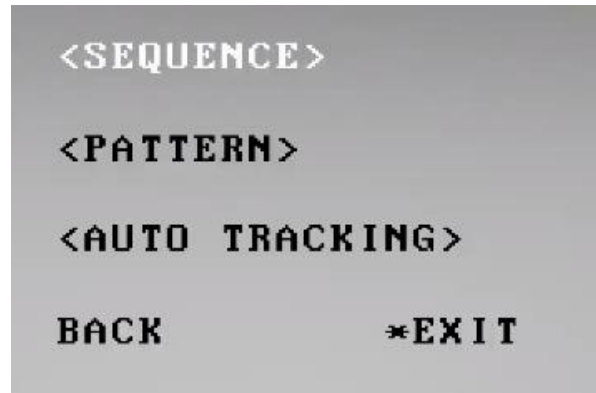 <SEQUENCE>
<PATTERN>
<AUTO TRACKING>
BACK *EXIT